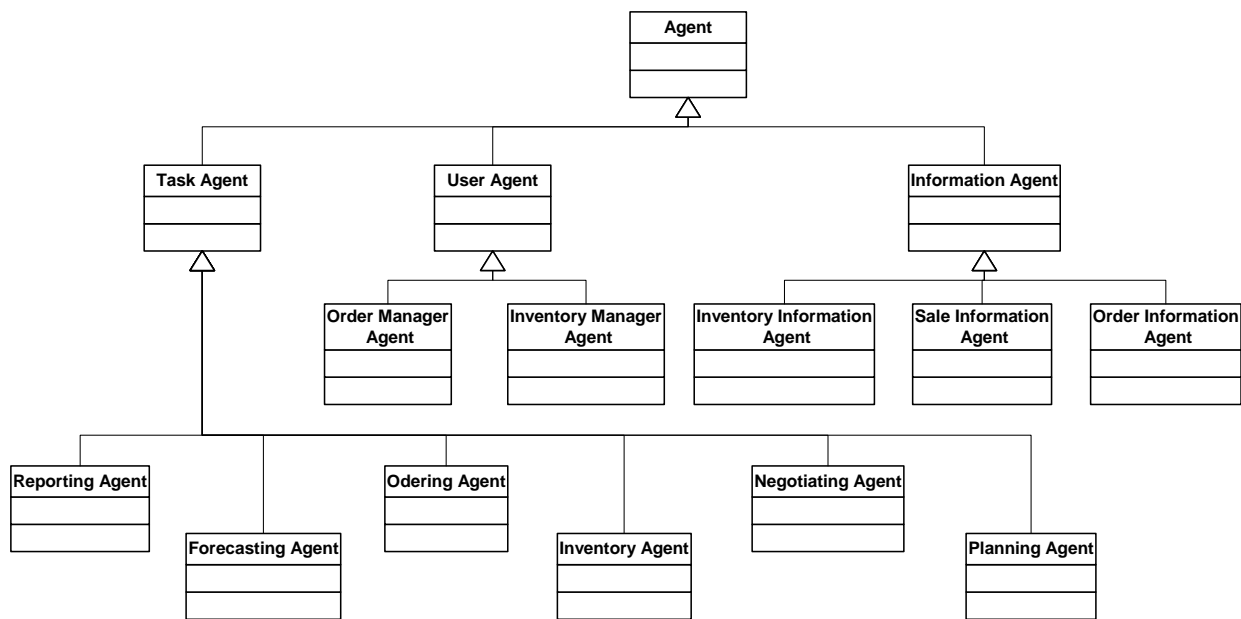 Agent
Task Agent
User Agent
Information Agent
Order Manager
Agent
Inventory Manager
Agent
Inventory Information
Agent
Sale Information
Agent
Order Information
Agent
Reporting Agent
Odering Agent
Negotiating Agent
Forecasting Agent
Inventory Agent
Planning Agent